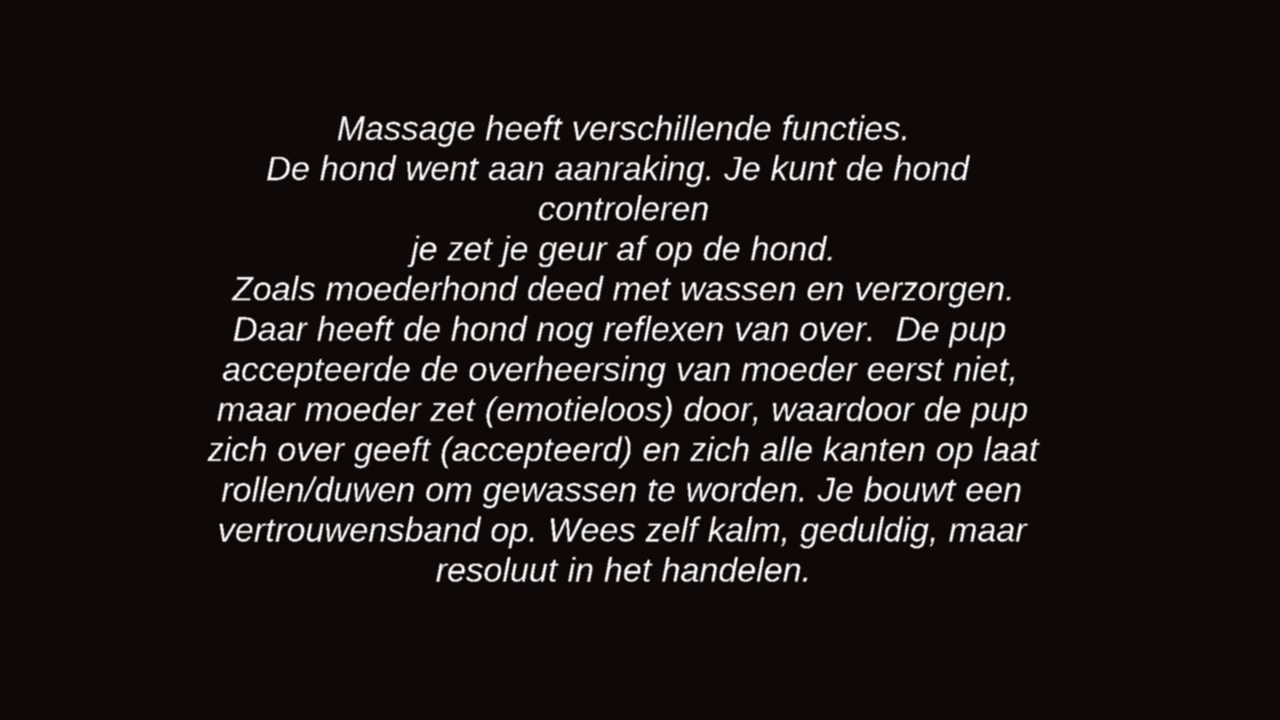 Massage heeft verschillende functies.
De hond went aan aanraking. Je kunt de hond
controleren
je zet je geur af op de hond.
Zoals moederhond deed met wassen en verzorgen.
Daar heeft de hond nog reflexen van over.  De pup
accepteerde de overheersing van moeder eerst niet,
maar moeder zet (emotieloos) door, waardoor de pup
zich over geeft (accepteerd) en zich alle kanten op laat
rollen/duwen om gewassen te worden. Je bouwt een
vertrouwensband op. Wees zelf kalm, geduldig, maar
resoluut in het handelen.